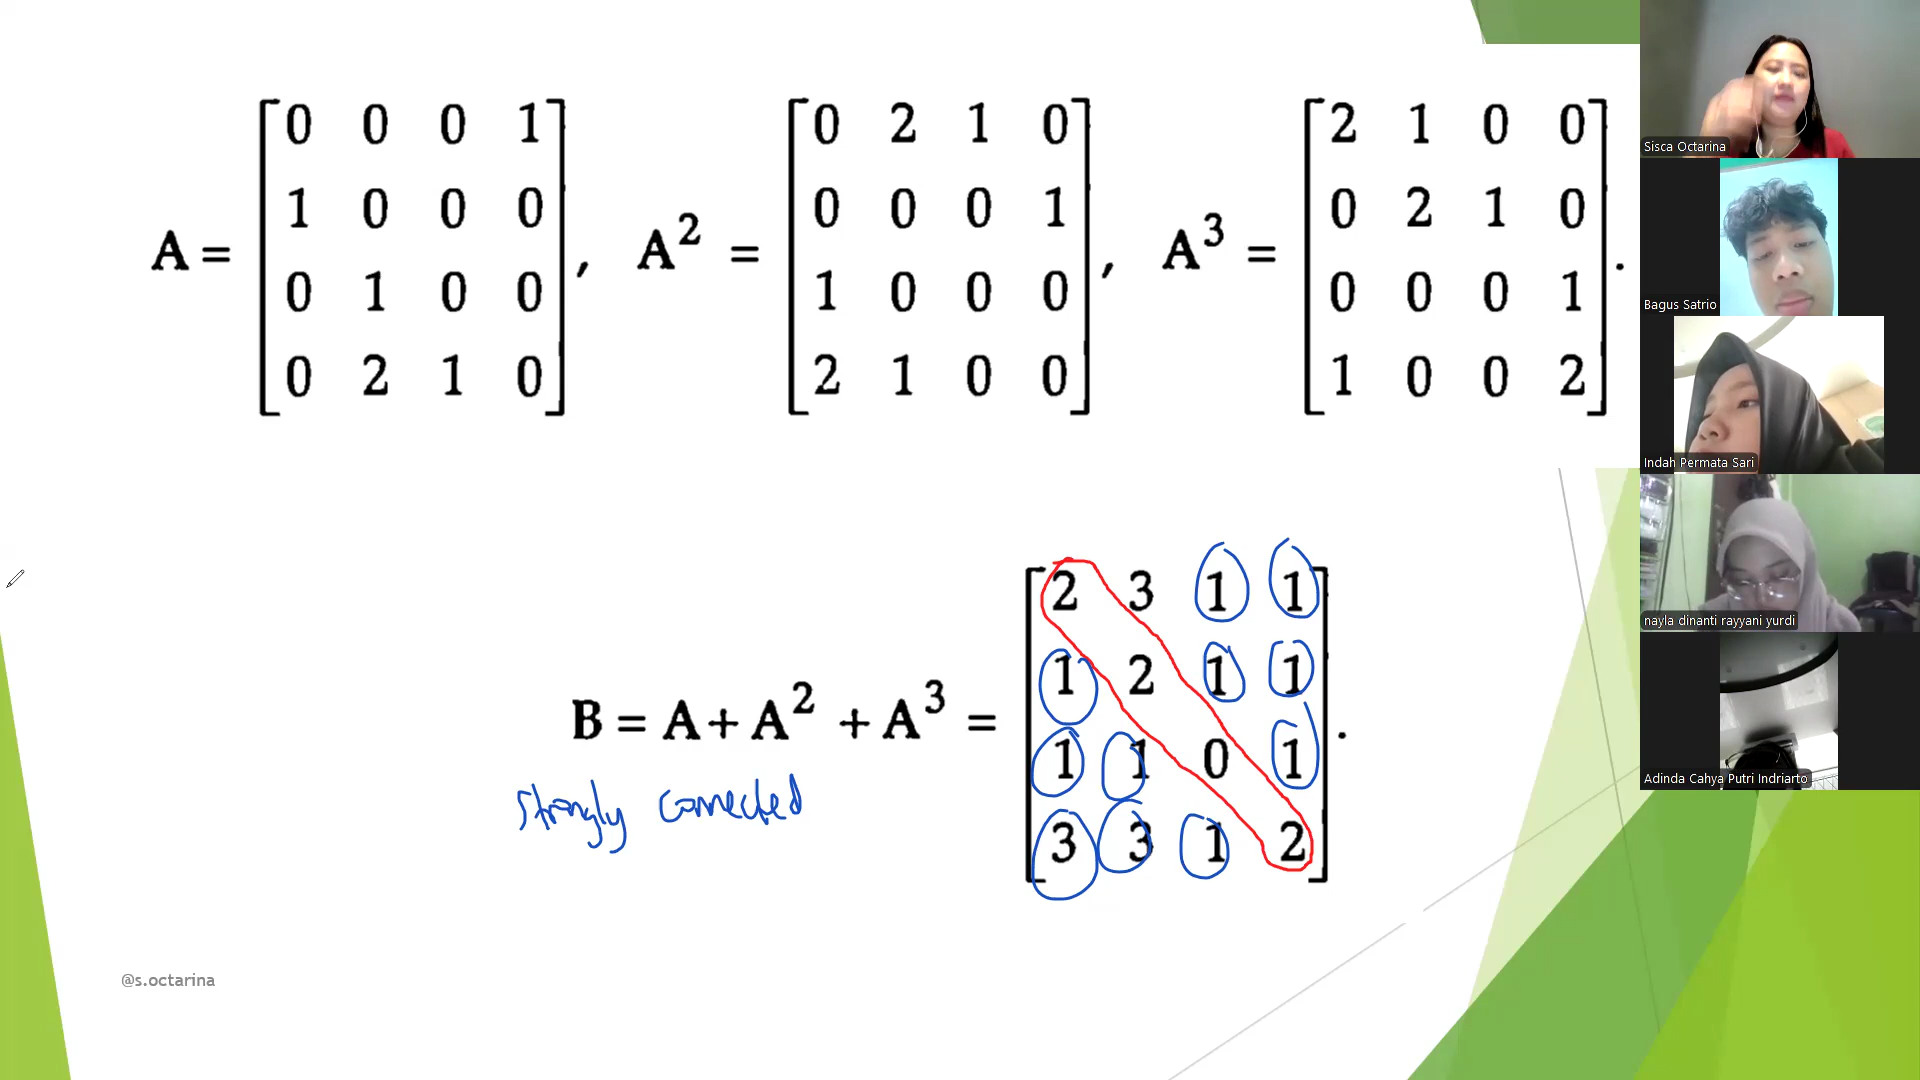 A = [0 0 0 1], A² = [0 2 1 0], A³ = [2 1 0 0].
[1 0 0 0] [0 0 0 1] [0 2 1 0]
[0 1 0 0] [1 0 0 0] [0 0 0 1]
[0 2 1 0] [2 1 0 0] [1 0 0 2]
B = A + A² + A³ = [2 3 1 1].
[1 2 1 1]
[1 1 0 1]
[3 3 1 2]
strongly connected
@s.octarina
Sisca Octarina
Bagus Satrio
Indah Permata Sari
nayla dinanti rayyani yurdi
Adinda Cahya Putri Indriarto